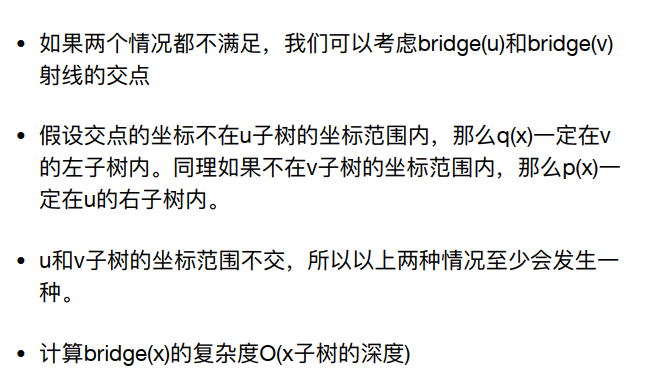 • 如果两个情况都不满足，我们可以考虑bridge(u)和bridge(v)
射线的交点
• 假设交点的坐标不在u子树的坐标范围内，那么q(x)一定在v
的左子树内。同理如果不在v子树的坐标范围内，那么p(x)一
定在u的右子树内。
• u和v子树的坐标范围不交，所以以上两种情况至少会发生一
种。
• 计算bridge(x)的复杂度O(x子树的深度)